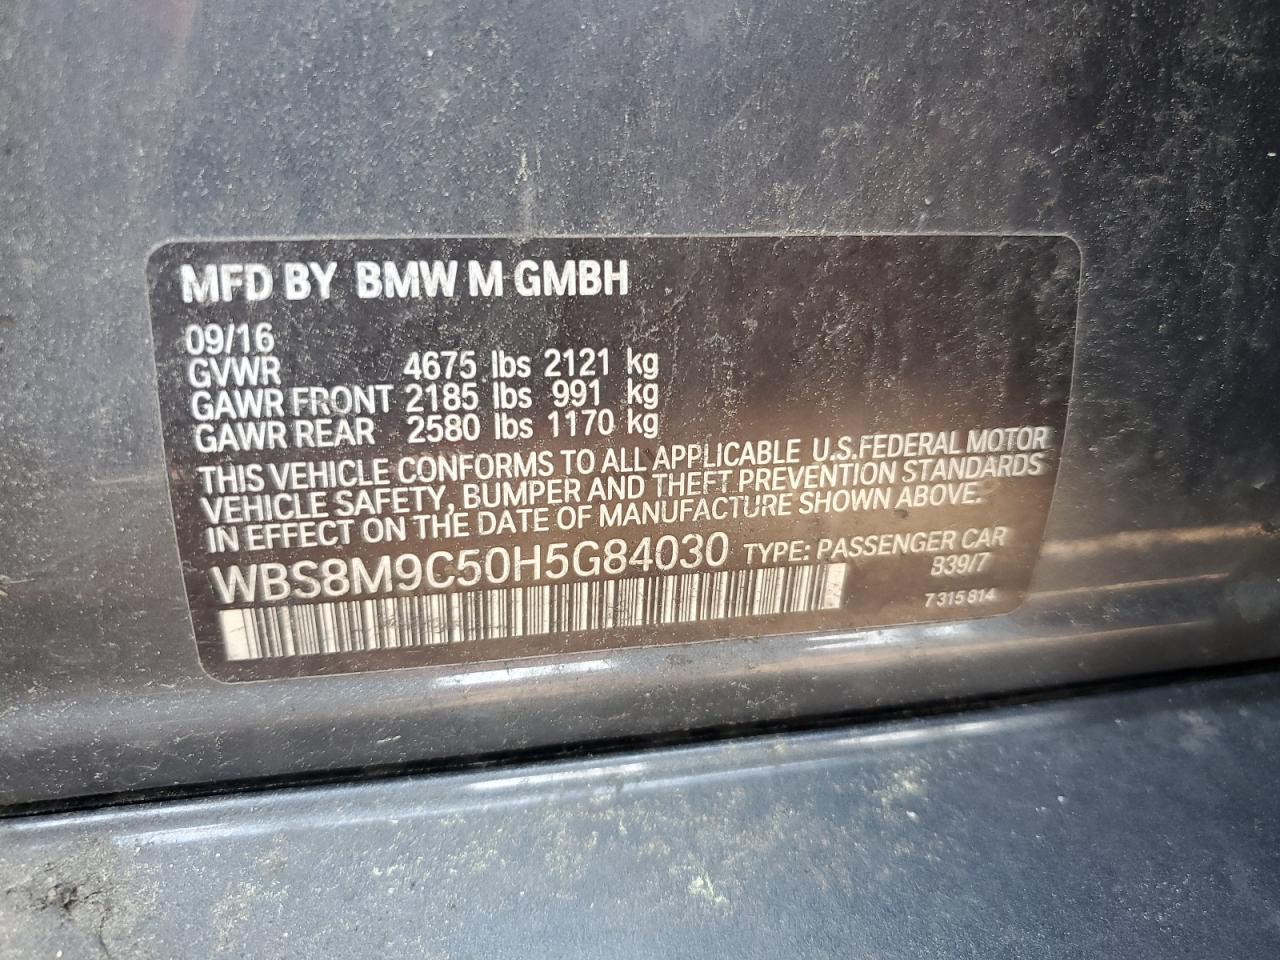 MFD BY BMW M GMBH
09/16
GVWR 4675 lbs 2121 kg
GAWR FRONT 2185 lbs 991 kg
GAWR REAR 2580 lbs 1170 kg
THIS VEHICLE CONFORMS TO ALL APPLICABLE U.S.FEDERAL MOTOR
VEHICLE SAFETY, BUMPER AND THEFT PREVENTION STANDARDS
IN EFFECT ON THE DATE OF MANUFACTURE SHOWN ABOVE.
WBS8M9C50H5G84030 TYPE: PASSENGER CAR
B39/7
7 315 814